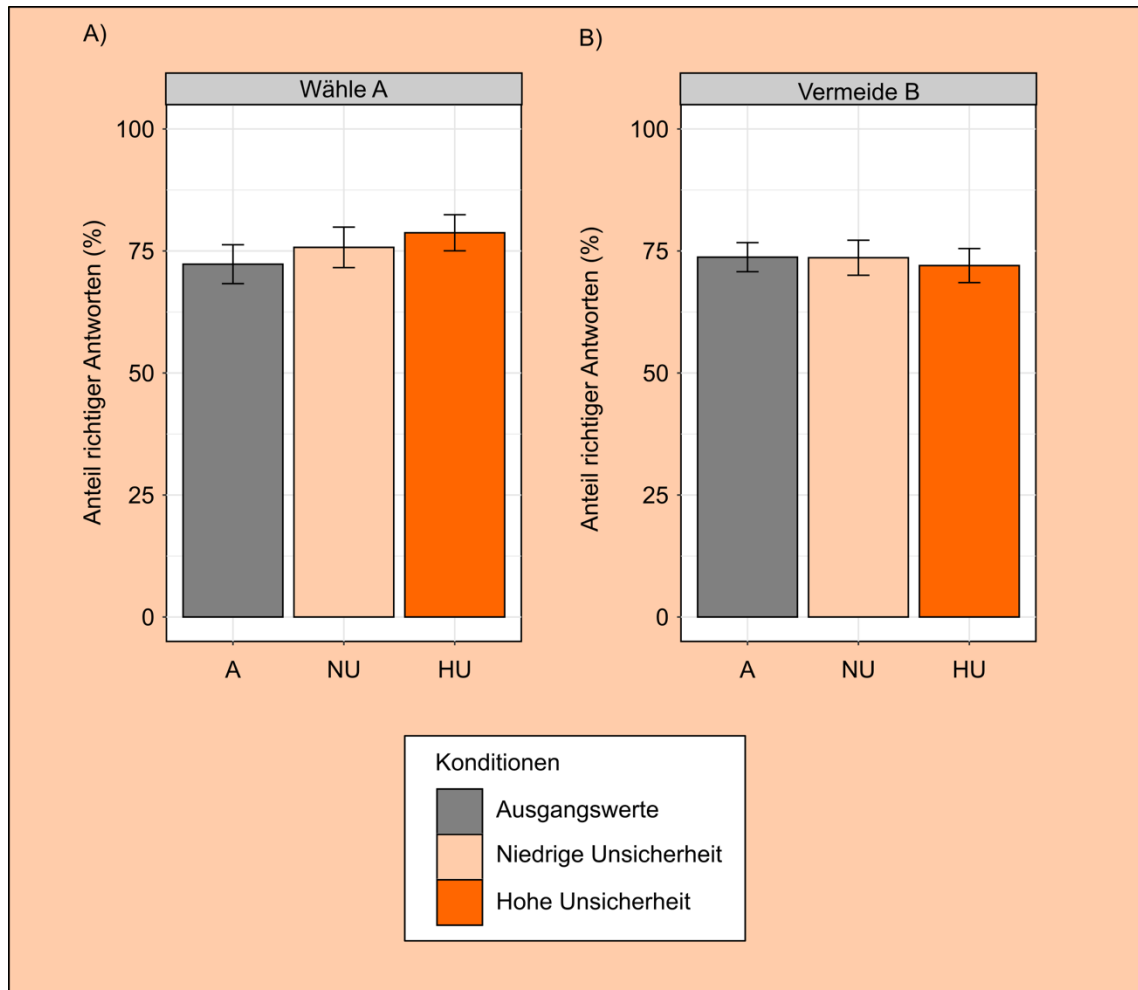 A)
Wähle A
100
75
50
25
0
Anteil richtiger Antworten (%)
A NU HU
B)
Vermeide B
100
75
50
25
0
Anteil richtiger Antworten (%)
A NU HU
Konditionen
Ausgangswerte
Niedrige Unsicherheit
Hohe Unsicherheit